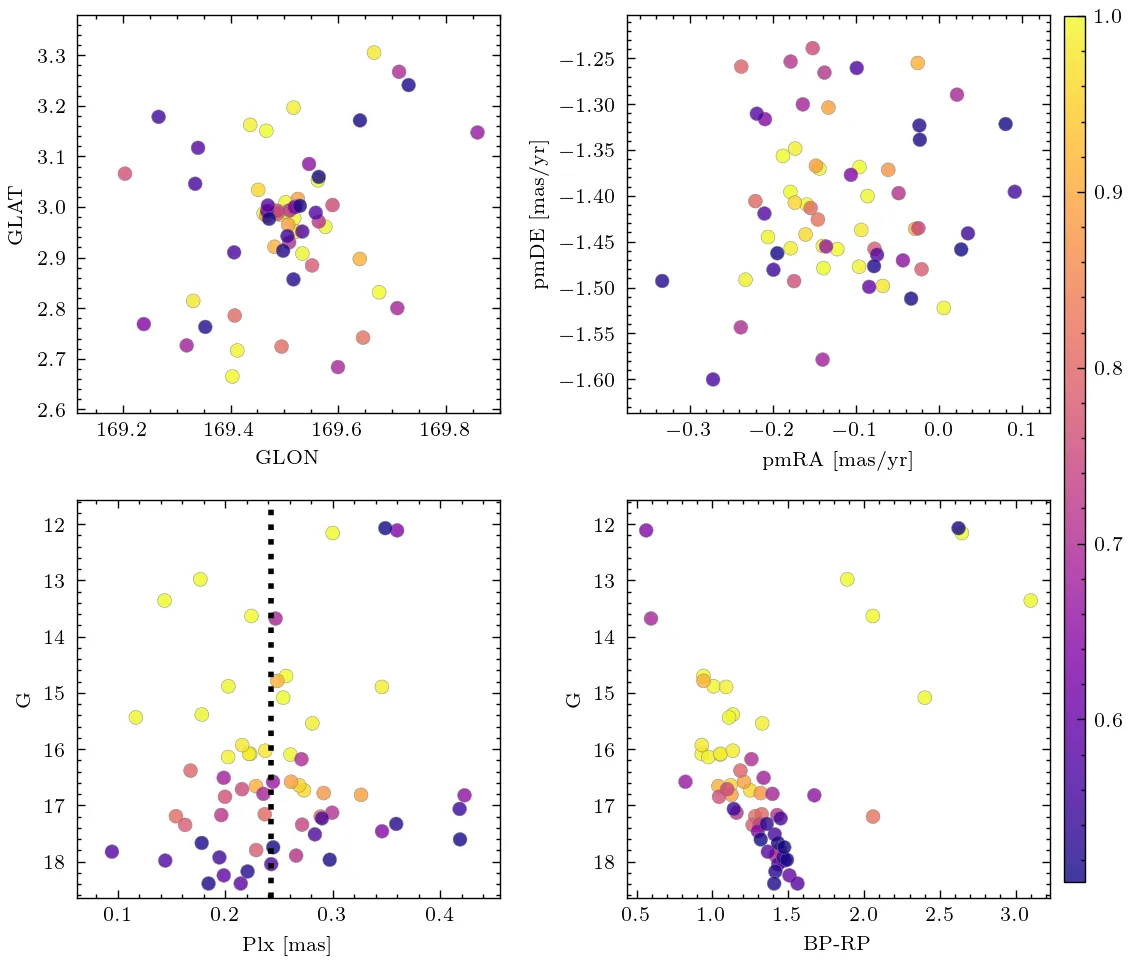 GLAT
3.3
3.2
3.1
3.0
2.9
2.8
2.7
2.6
169.2 169.4 169.6 169.8
GLON
pmDE [mas/yr]
−1.25
−1.30
−1.35
−1.40
−1.45
−1.50
−1.55
−1.60
−0.3 −0.2 −0.1 0.0 0.1
pmRA [mas/yr]
G
12
13
14
15
16
17
18
0.1 0.2 0.3 0.4
Plx [mas]
G
12
13
14
15
16
17
18
0.5 1.0 1.5 2.0 2.5 3.0
BP-RP
1.0
0.9
0.8
0.7
0.6